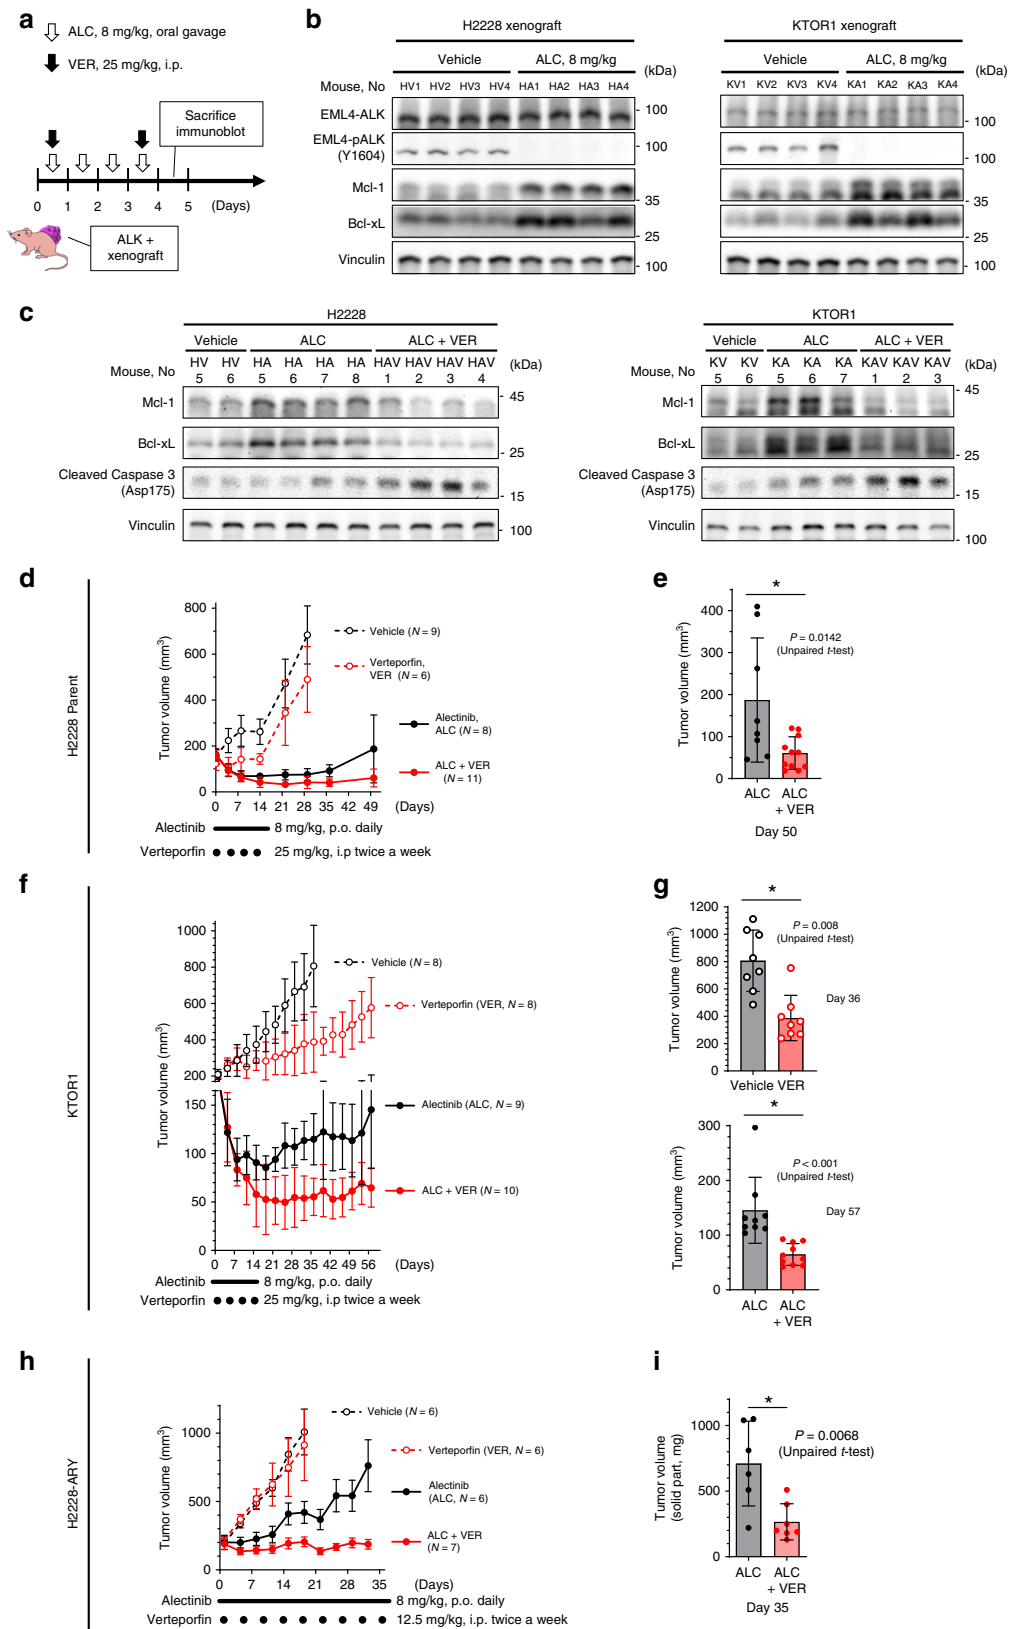 a
ALC, 8 mg/kg, oral gavage
VER, 25 mg/kg, i.p.
Sacrifice
immunoblot
0 1 2 3 4 5 (Days)
ALK +
xenograft
b
H2228 xenograft
Vehicle ALC, 8 mg/kg
(kDa)
Mouse, No HV1 HV2 HV3 HV4 HA1 HA2 HA3 HA4
EML4-ALK - 100
EML4-pALK
(Y1604) - 100
Mcl-1 - 35
Bcl-xL - 25
Vinculin - 100
KTOR1 xenograft
Vehicle ALC, 8 mg/kg
(kDa)
KV1 KV2 KV3 KV4 KA1 KA2 KA3 KA4
- 100
- 100
- 35
- 25
- 100
c
H2228
Vehicle ALC ALC + VER
HV HV HA HA HA HA HAV HAV HAV HAV (kDa)
Mouse, No 5 6 5 6 7 8 1 2 3 4
Mcl-1 - 45
Bcl-xL - 25
Cleaved Caspase 3
(Asp175) - 15
Vinculin - 100
KTOR1
Vehicle ALC ALC + VER
KV KV KA KA KA KAV KAV KAV (kDa)
Mouse, No 5 6 5 6 7 1 2 3
Mcl-1 - 45
Bcl-xL - 25
Cleaved Caspase 3
(Asp175) - 15
Vinculin - 100
d
H2228 Parent
Tumor volume (mm³)
800
600
400
200
0
Vehicle (N = 9)
Verteporfin,
VER (N = 6)
Alectinib,
ALC (N = 8)
ALC + VER
(N = 11)
0 7 14 21 28 35 42 49 (Days)
Alectinib 8 mg/kg, p.o. daily
Verteporfin 25 mg/kg, i.p twice a week
e
Tumor volume (mm³)
400
300
200
100
0
*
P = 0.0142
(Unpaired t-test)
ALC ALC
+ VER
Day 50
f
KTOR1
Tumor volume (mm³)
1000
800
600
400
200
150
100
50
0
Vehicle (N = 8)
Verteporfin (VER, N = 8)
Alectinib (ALC, N = 9)
ALC + VER (N = 10)
0 7 14 21 28 35 42 49 56 (Days)
Alectinib 8 mg/kg, p.o. daily
Verteporfin 25 mg/kg, i.p twice a week
g
Tumor volume (mm³)
1200
1000
800
600
400
200
0
*
P = 0.008
(Unpaired t-test)
Day 36
Vehicle VER
Tumor volume (mm³)
300
200
100
0
*
P < 0.001
(Unpaired t-test)
Day 57
ALC ALC
+ VER
h
H2228-ARY
Tumor volume (mm³)
1000
500
0
Vehicle (N = 6)
Verteporfin (VER, N = 6)
Alectinib
(ALC, N = 6)
ALC + VER
(N = 7)
0 7 14 21 28 35 (Days)
Alectinib 8 mg/kg, p.o. daily
Verteporfin 12.5 mg/kg, i.p. twice a week
i
Tumor volume
(solid part, mg)
1000
500
0
*
P = 0.0068
(Unpaired t-test)
ALC ALC
+ VER
Day 35